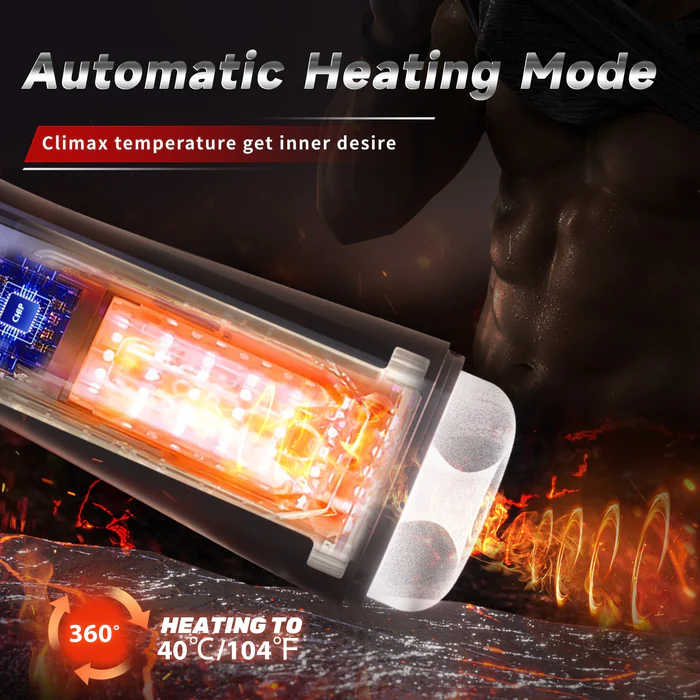 Automatic Heating Mode
Climax temperature get inner desire
CHIP
360°
HEATING TO
40℃/104℉